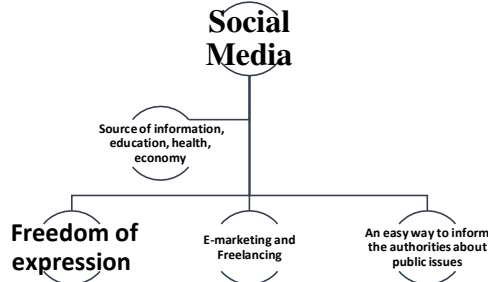 Social
Media
Source of information,
education, health,
economy
Freedom of
expression
E-marketing and
Freelancing
An easy way to inform
the authorities about
public issues